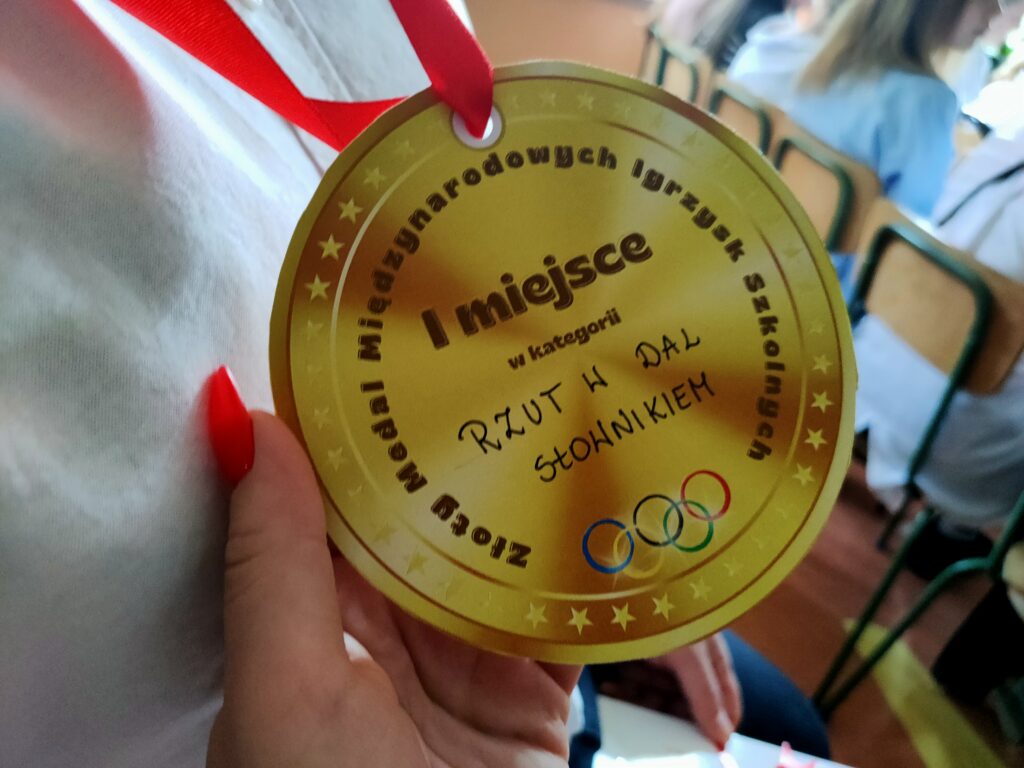 Złoty Medal Międzynarodowych Igrzysk Szkolnych
I miejsce
w kategorii
RZUT W DAL
SŁOWNIKIEM